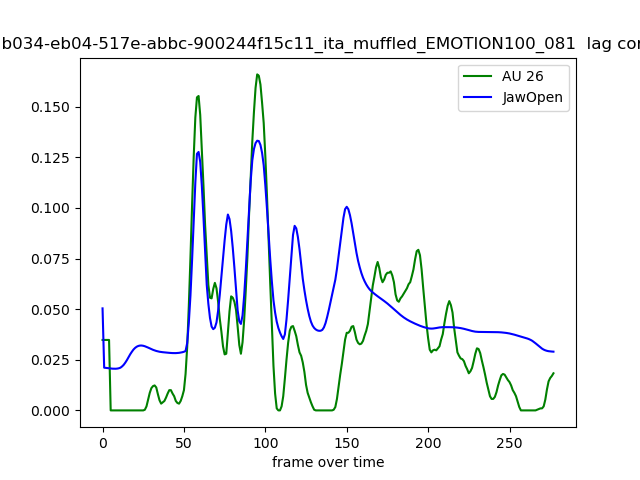 b034-eb04-517e-abbc-900244f15c11_ita_muffled_EMOTION100_081 lag
AU 26
JawOpen
0.150
0.125
0.100
0.075
0.050
0.025
0.000
0 50 100 150 200 250
frame over time